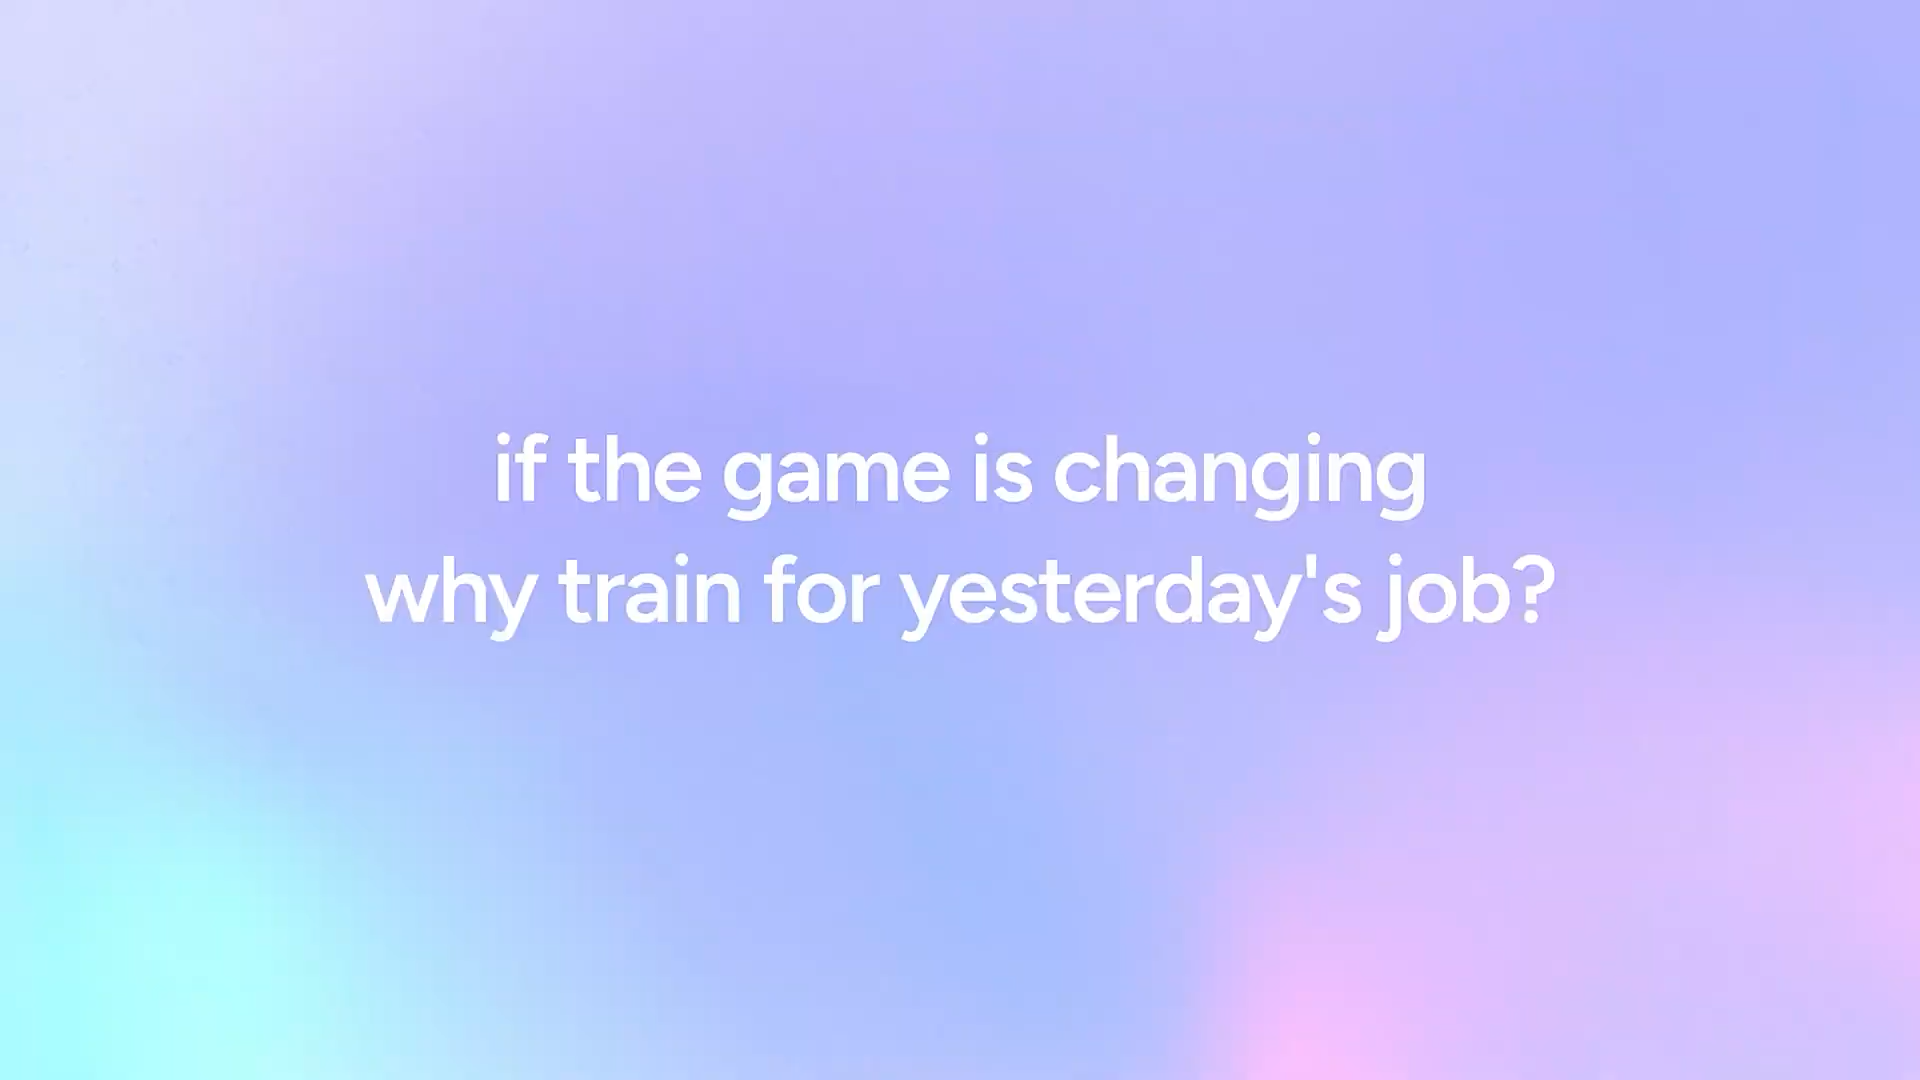 if the game is changing
why train for yesterday's job?